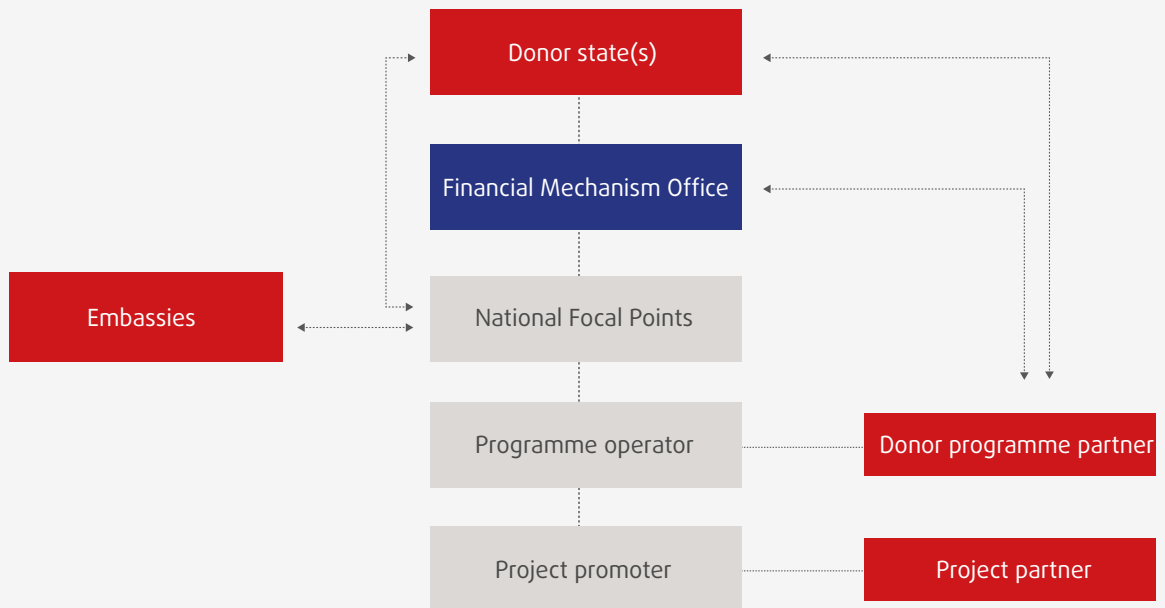 Donor state(s)
Financial Mechanism Office
Embassies
National Focal Points
Programme operator
Donor programme partner
Project promoter
Project partner